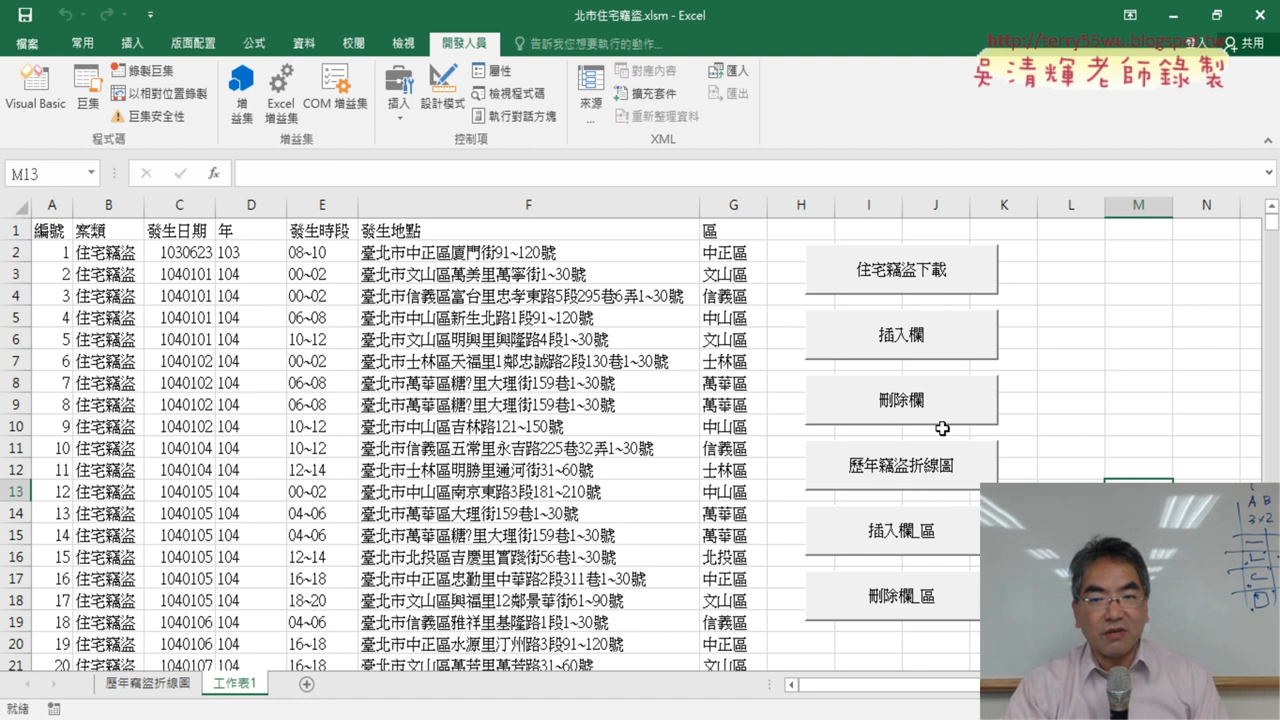 北市住宅竊盜.xlsm - Excel
檔案 常用 插入 版面配置 公式 資料 校閱 檢視 開發人員 告訴我您想要執行的動作... 共用
http://terry55wu.blogspot.tw
吳清輝老師錄製
Visual Basic 巨集 錄製巨集 以相對位置錄製 巨集安全性
增益集 Excel 增益集 COM 增益集
插入 設計模式 屬性 檢視程式碼 執行對話方塊
來源... 對應內容 擴充套件 重新整理資料 匯入 匯出
程式碼 增益集 控制項 XML
M13 fx
A B C D E F G H I J K L M N
1 編號 案類 發生日期 年 發生時段 發生地點 區
2 1 住宅竊盜 1030623 103 08~10 臺北市中正區廈門街91~120號 中正區
3 2 住宅竊盜 1040101 104 00~02 臺北市文山區萬美里萬寧街1~30號 文山區
4 3 住宅竊盜 1040101 104 00~02 臺北市信義區富台里忠孝東路5段295巷6弄1~30號 信義區
5 4 住宅竊盜 1040101 104 06~08 臺北市中山區新生北路1段91~120號 中山區
6 5 住宅竊盜 1040101 104 10~12 臺北市文山區明興里興隆路4段1~30號 文山區
7 6 住宅竊盜 1040102 104 00~02 臺北市士林區天福里1鄰忠誠路2段130巷1~30號 士林區
8 7 住宅竊盜 1040102 104 06~08 臺北市萬華區糖?里大理街159巷1~30號 萬華區
9 8 住宅竊盜 1040102 104 06~08 臺北市萬華區糖?里大理街159巷1~30號 萬華區
10 9 住宅竊盜 1040102 104 10~12 臺北市中山區吉林路121~150號 中山區
11 10 住宅竊盜 1040104 104 10~12 臺北市信義區五常里永吉路225巷32弄1~30號 信義區
12 11 住宅竊盜 1040104 104 12~14 臺北市士林區明勝里通河街31~60號 士林區
13 12 住宅竊盜 1040105 104 00~02 臺北市中山區南京東路3段181~210號 中山區
14 13 住宅竊盜 1040105 104 04~06 臺北市萬華區大理街159巷1~30號 萬華區
15 14 住宅竊盜 1040105 104 04~06 臺北市萬華區糖?里大理街159巷1~30號 萬華區
16 15 住宅竊盜 1040105 104 12~14 臺北市北投區吉慶里實踐街56巷1~30號 北投區
17 16 住宅竊盜 1040105 104 16~18 臺北市中正區忠勤里中華路2段311巷1~30號 中正區
18 17 住宅竊盜 1040105 104 18~20 臺北市文山區興福里12鄰景華街61~90號 文山區
19 18 住宅竊盜 1040106 104 04~06 臺北市信義區雅祥里基隆路1段1~30號 信義區
20 19 住宅竊盜 1040106 104 16~18 臺北市中正區水源里汀州路3段91~120號 中正區
21 20 住宅竊盜 1040107 104 16~18 臺北市文山區萬芳里萬芳路31~60號 文山區
住宅竊盜下載
插入欄
刪除欄
歷年竊盜折線圖
插入欄_區
刪除欄_區
A B
3×2
歷年竊盜折線圖 工作表1
就緒